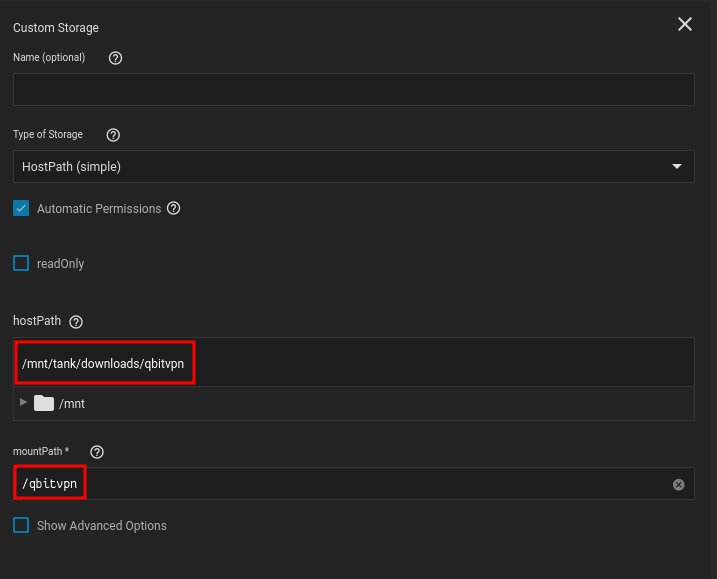 Custom Storage
Name (optional)
Type of Storage
HostPath (simple)
Automatic Permissions
readOnly
hostPath
/mnt/tank/downloads/qbitvpn
/mnt
mountPath *
/qbitvpn
Show Advanced Options